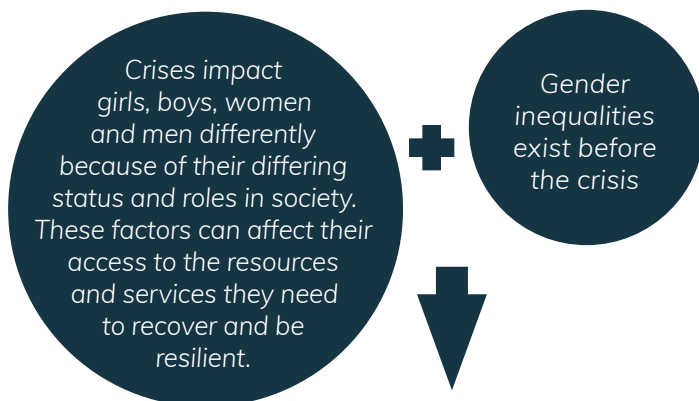 Crises impact
girls, boys, women
and men differently
because of their differing
status and roles in society.
These factors can affect their
access to the resources
and services they need
to recover and be
resilient.
Gender
inequalities
exist before
the crisis